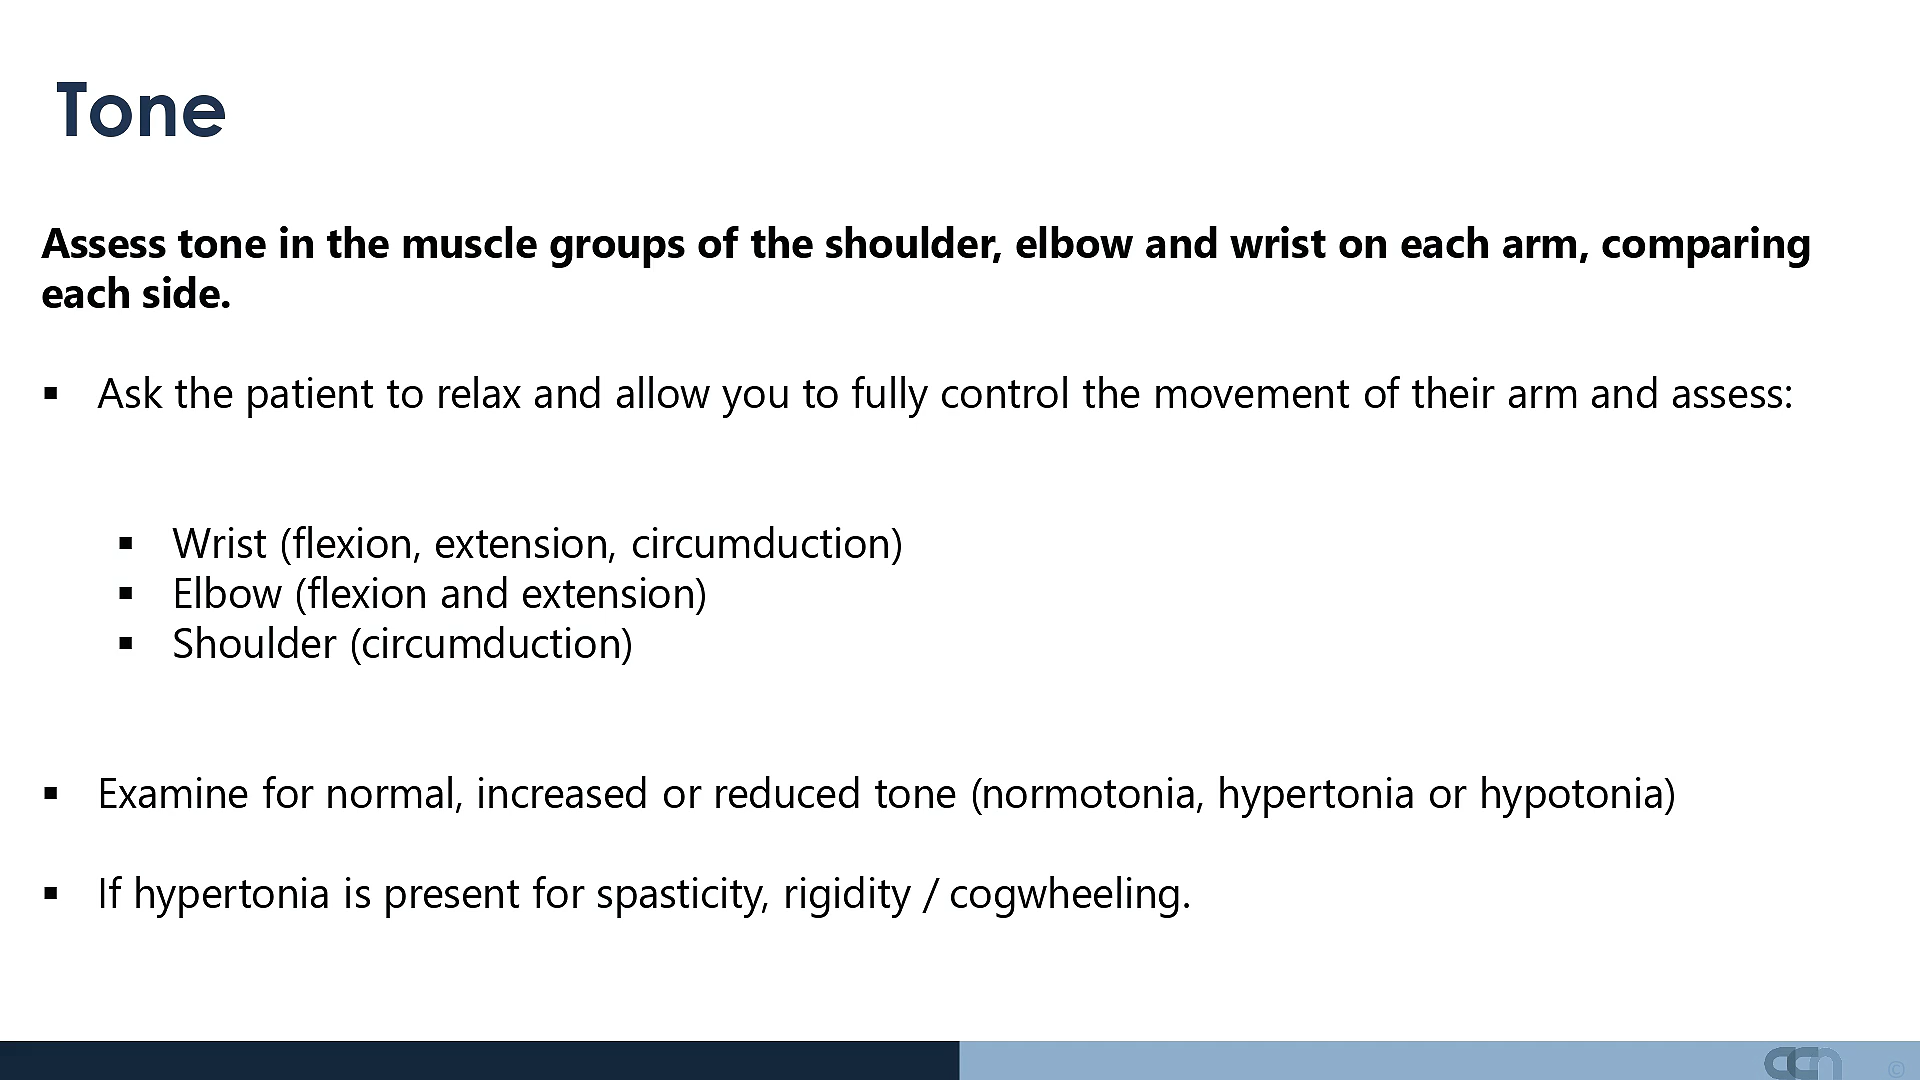 Tone
Assess tone in the muscle groups of the shoulder, elbow and wrist on each arm, comparing
each side.
▪ Ask the patient to relax and allow you to fully control the movement of their arm and assess:
▪ Wrist (flexion, extension, circumduction)
▪ Elbow (flexion and extension)
▪ Shoulder (circumduction)
▪ Examine for normal, increased or reduced tone (normotonia, hypertonia or hypotonia)
▪ If hypertonia is present for spasticity, rigidity / cogwheeling.
©